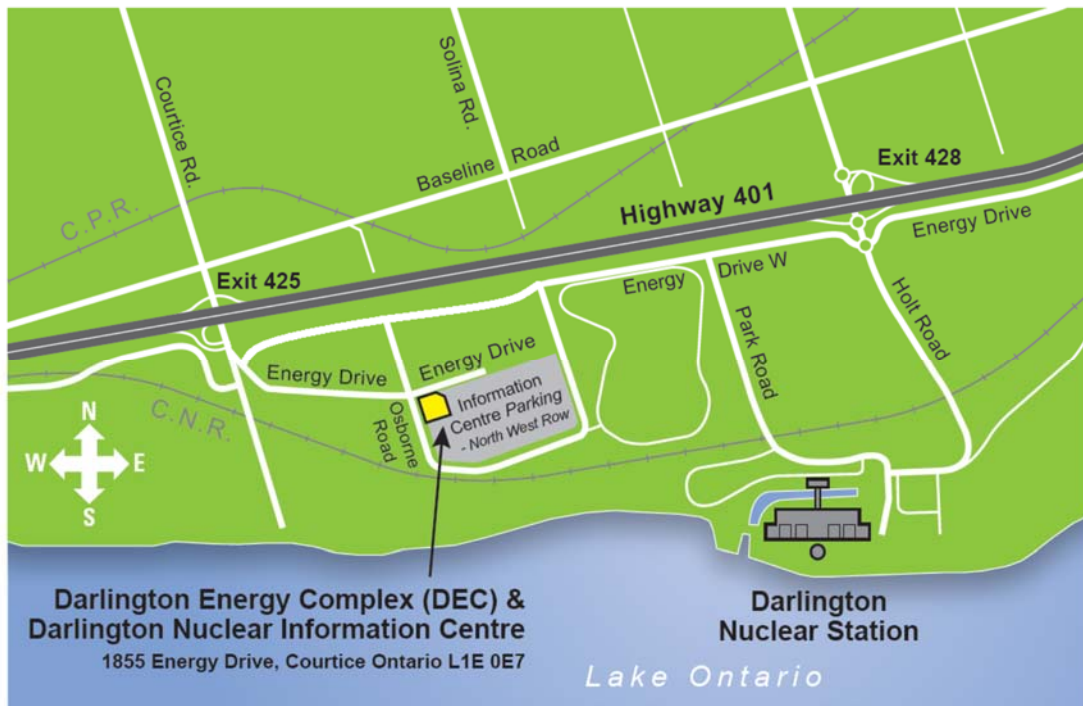 Courtice Rd.
Solina Rd.
Baseline Road
Exit 428
Highway 401
C.P.R.
Energy Drive
Exit 425
Energy
Drive W
Holt Road
Park Road
Energy Drive
Energy Drive
Information
Centre Parking
- North West Row
Osborne
Road
C.N.R.
N
W E
S
Darlington Energy Complex (DEC) &
Darlington Nuclear Information Centre
1855 Energy Drive, Courtice Ontario L1E 0E7
Darlington
Nuclear Station
Lake Ontario